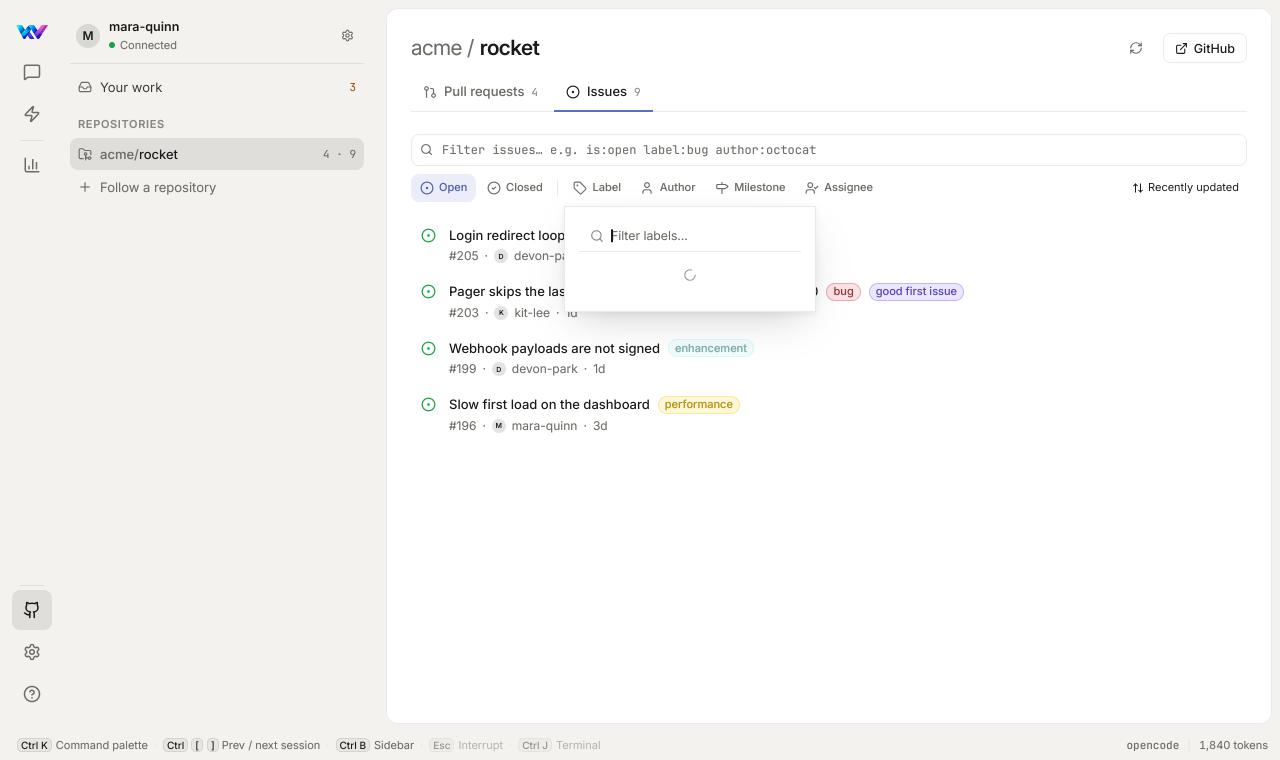 M
mara-quinn
Connected
Your work 3
REPOSITORIES
acme/rocket 4 · 9
Follow a repository
acme / rocket
GitHub
Pull requests 4
Issues 9
Filter issues… e.g. is:open label:bug author:octocat
Open Closed Label Author Milestone Assignee Recently updated
Filter labels...
Login redirect loop
#205 · D
Pager skips the las bug good first issue
#203 · K kit-lee · 1d
Webhook payloads are not signed enhancement
#199 · D devon-park · 1d
Slow first load on the dashboard performance
#196 · M mara-quinn · 3d
Ctrl K Command palette Ctrl [ ] Prev / next session Ctrl B Sidebar Esc Interrupt · Ctrl J Terminal
opencode 1,840 tokens